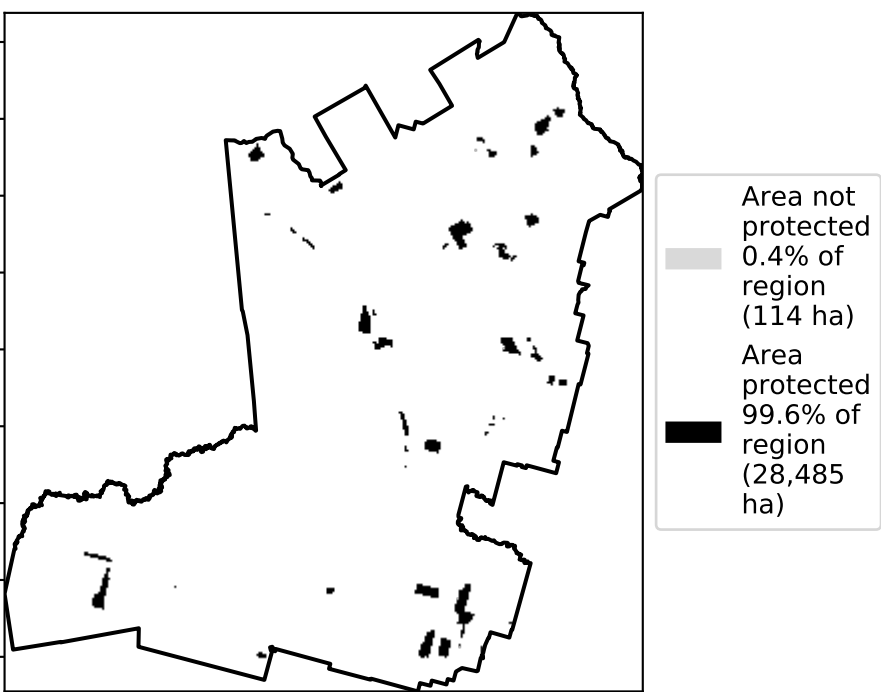 Area not
protected
0.4% of
region
(114 ha)
Area
protected
99.6% of
region
(28,485
ha)